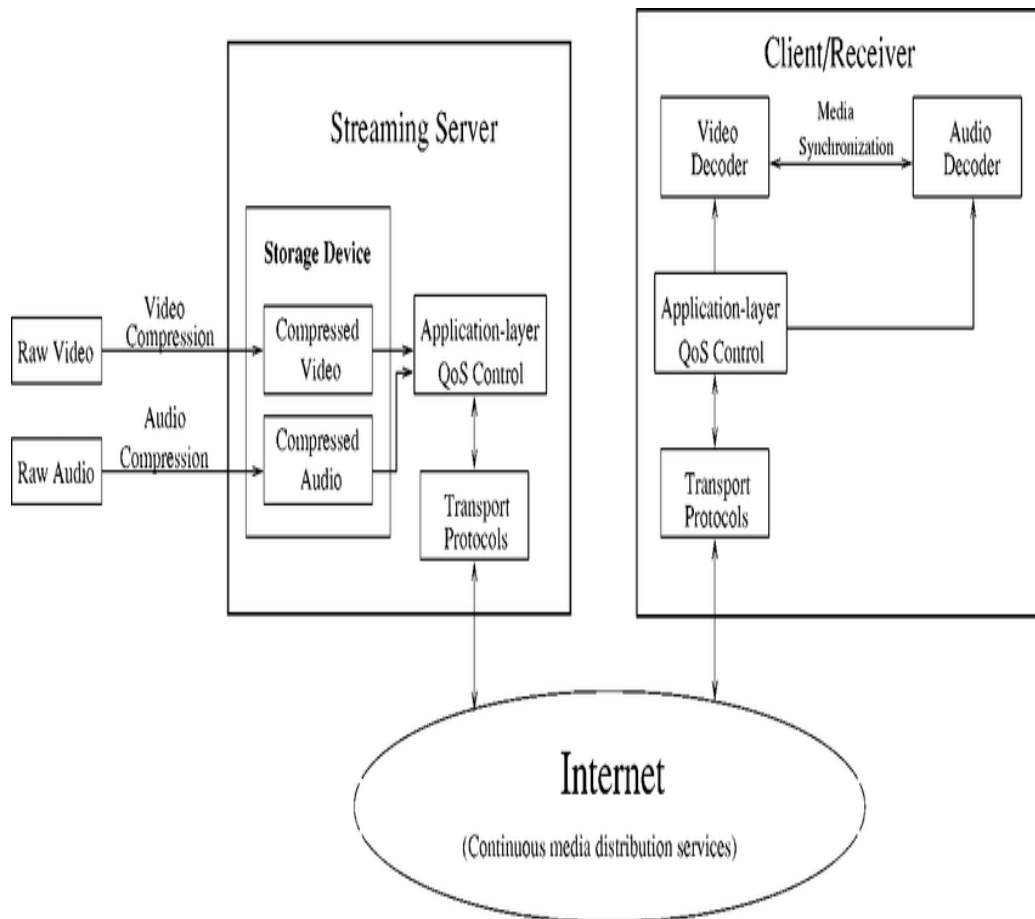 Streaming Server
Storage Device
Raw Video
Video
Compression
Compressed
Video
Application-layer
QoS Control
Raw Audio
Audio
Compression
Compressed
Audio
Transport
Protocols
Client/Receiver
Video
Decoder
Media
Synchronization
Audio
Decoder
Application-layer
QoS Control
Transport
Protocols
Internet
(Continuous media distribution services)